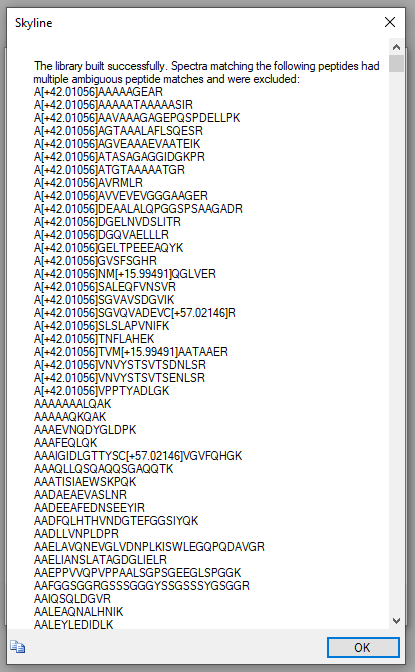 Skyline
The library built successfully. Spectra matching the following peptides had
multiple ambiguous peptide matches and were excluded:
A[+42.01056]AAAAGEAR
A[+42.01056]AAAATAAAASIR
A[+42.01056]AAVAAAGAGEPQSPDELLPK
A[+42.01056]AGTAAALAFLSQESR
A[+42.01056]AGVEAAAEVAATEIK
A[+42.01056]ATASAGAGGIDGKPR
A[+42.01056]ATGTAAAAATGR
A[+42.01056]AVRMLR
A[+42.01056]AVVEVEVGGGAAGER
A[+42.01056]DEAALALQPGGSPSAAGADR
A[+42.01056]DGELNVDSLITR
A[+42.01056]DGQVAELLLR
A[+42.01056]GELTPEEEAQYK
A[+42.01056]GVSFSGHR
A[+42.01056]NM[+15.99491]QGLVER
A[+42.01056]SALEQFVNSVR
A[+42.01056]SGVAVSDGVIK
A[+42.01056]SGVQVADEVC[+57.02146]R
A[+42.01056]SLSLAPVNIFK
A[+42.01056]TNFLAHEK
A[+42.01056]TVM[+15.99491]AATAAER
A[+42.01056]VNVYSTSVTSDNLSR
A[+42.01056]VNVYSTSVTSENLSR
A[+42.01056]VPPTYADLGK
AAAAAAALQAK
AAAAAQKQAK
AAAEVNQDYGLDPK
AAAFEQLQK
AAAIGIDLGTTYSC[+57.02146]VGVFQHGK
AAAQLLQSQAQQSGAQQTK
AAATISIAEWSKPQK
AADAEAEVASLNR
AADEEAFEDNSEEYIR
AADFQLHTHVNDGTEFGGSIYQK
AADLLVNPLDPR
AAELAVQNEVGLVDNPLKISWLEGQPQDAVGR
AAELIANSLATAGDGLIELR
AAEPPVVQPVPPAALSGPSGEEGLSPGGK
AAFGGSGGRGSSSGGGYSSGSSSYGSGGR
AAIQSQLDGVR
AALEAQNALHNIK
AALEYLEDIDLK
OK